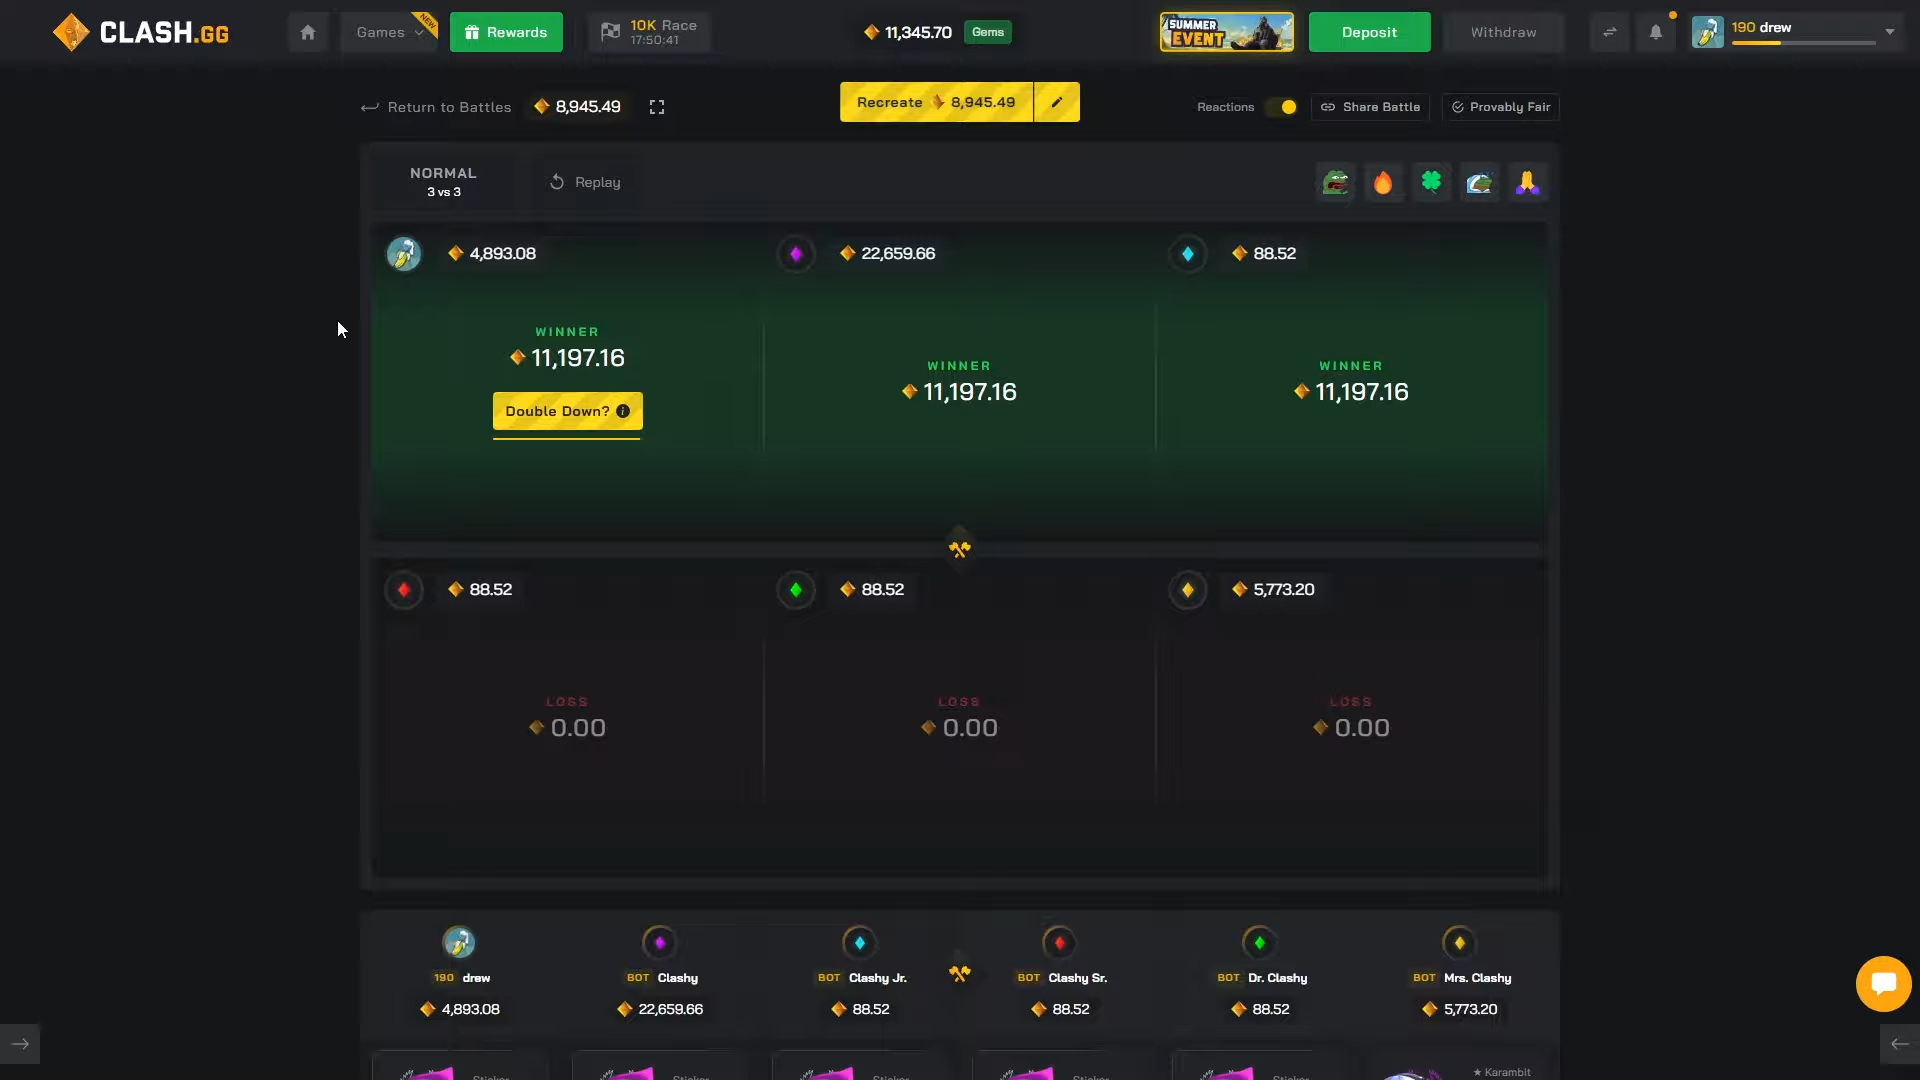 CLASH.GG
Games
NEW
Rewards
10K Race
17:50:41
11,345.70
Gems
SUMMER
EVENT
Deposit
Withdraw
190 drew
Return to Battles
8,945.49
Recreate 8,945.49
Reactions
Share Battle
Provably Fair
NORMAL
3 vs 3
Replay
4,893.08
22,659.66
88.52
WINNER
11,197.16
Double Down?
WINNER
11,197.16
WINNER
11,197.16
88.52
88.52
5,773.20
LOSS
0.00
LOSS
0.00
LOSS
0.00
190 drew
4,893.08
BOT Clashy
22,659.66
BOT Clashy Jr.
88.52
BOT Clashy Sr.
88.52
BOT Dr. Clashy
88.52
BOT Mrs. Clashy
5,773.20
Sticker
Sticker
Sticker
Sticker
Sticker
★ Karambit